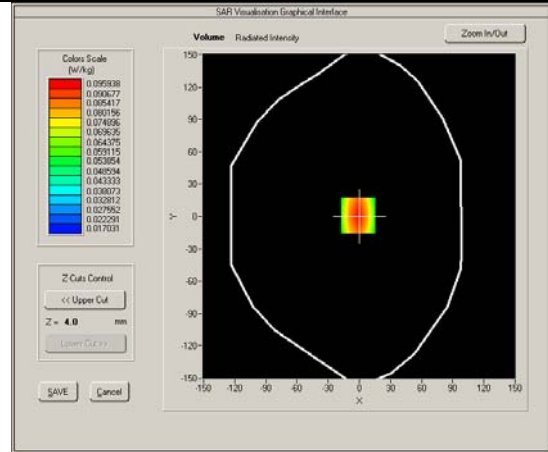 SAR Visualisation Graphical Interface
Volume Radiated Intensity
Zoom In/Out
Colors Scale
(W/kg)
0.095938
0.090677
0.085417
0.080156
0.074896
0.069635
0.064375
0.059115
0.053854
0.048594
0.043333
0.038073
0.032812
0.027552
0.022291
0.017031
Z Cuts Control
<< Upper Cut
Z = 4.0 mm
Lower Cut >>
SAVE Cancel
150
120
90
60
30
0
-30
-60
-90
-120
-150
Y
-150 -120 -90 -60 -30 0 30 60 90 120 150
X